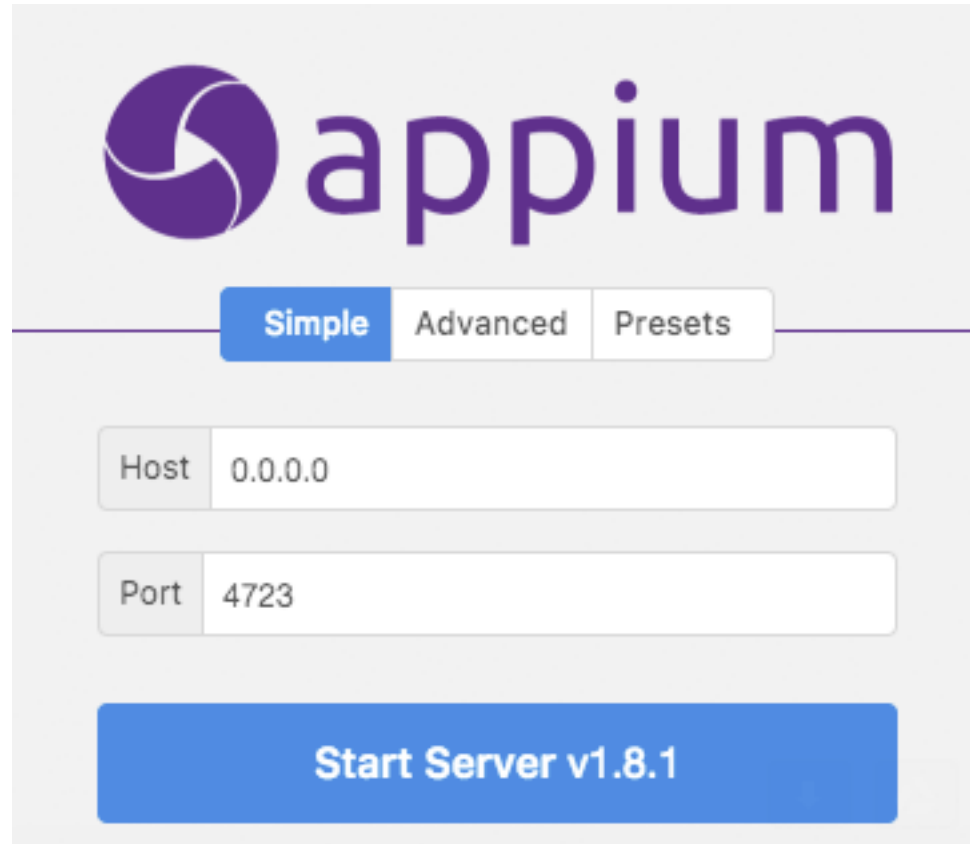 appium
Simple Advanced Presets
Host 0.0.0.0
Port 4723
Start Server v1.8.1